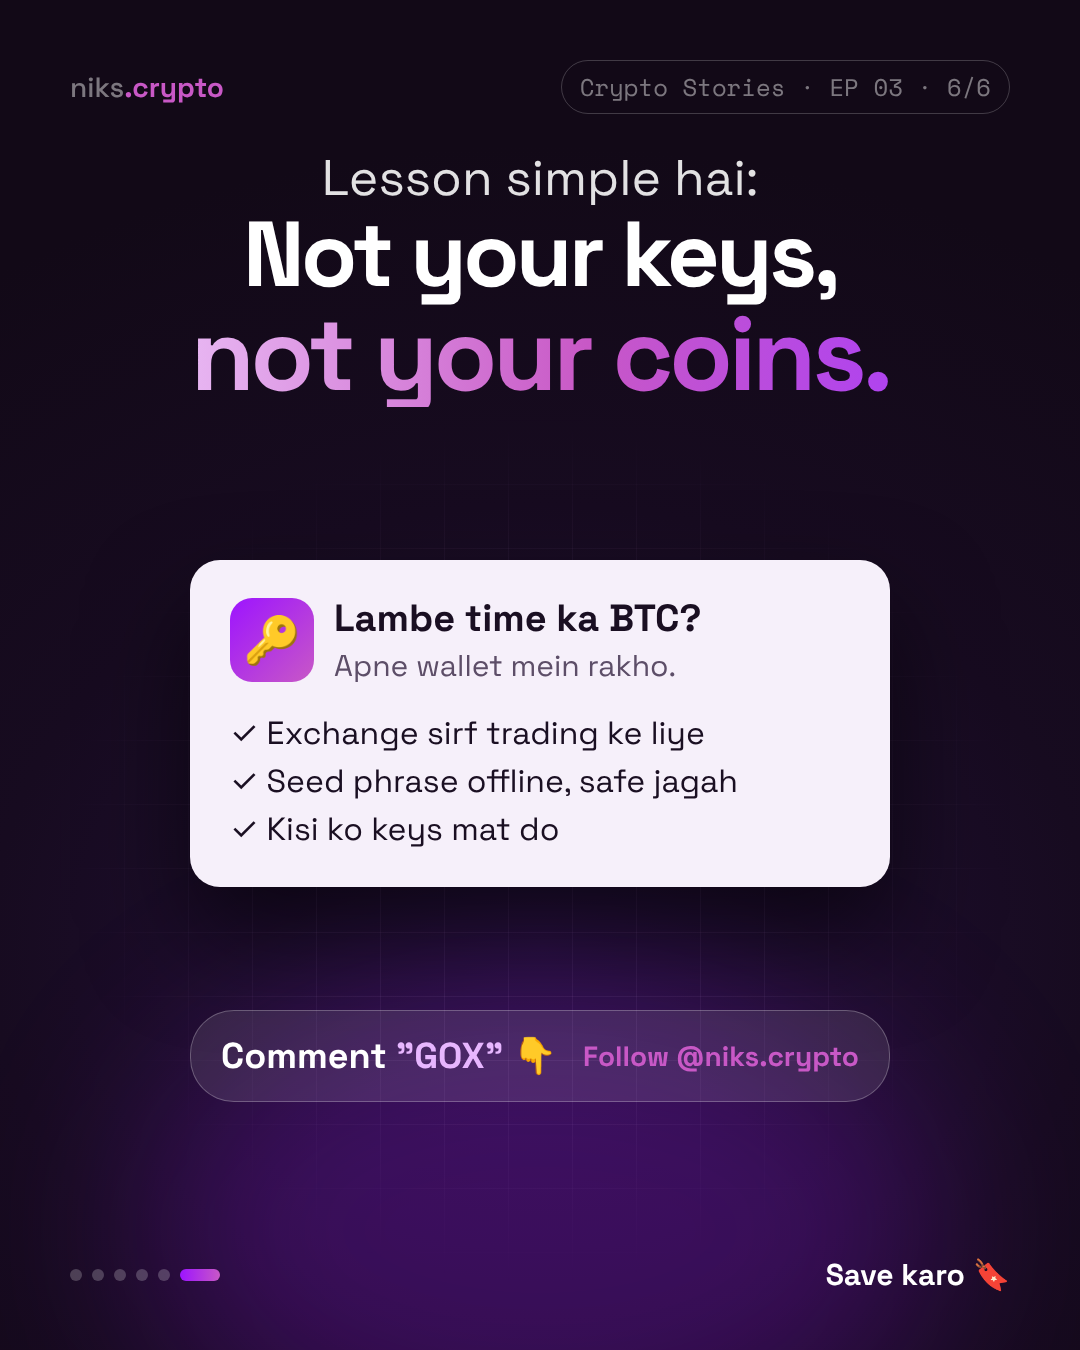 niks.crypto
Crypto Stories · EP 03 · 6/6
Lesson simple hai:
Not your keys,
not your coins.
Lambe time ka BTC?
Apne wallet mein rakho.
✓ Exchange sirf trading ke liye
✓ Seed phrase offline, safe jagah
✓ Kisi ko keys mat do
Comment ”GOX” 👇 Follow @niks.crypto
Save karo 🔖